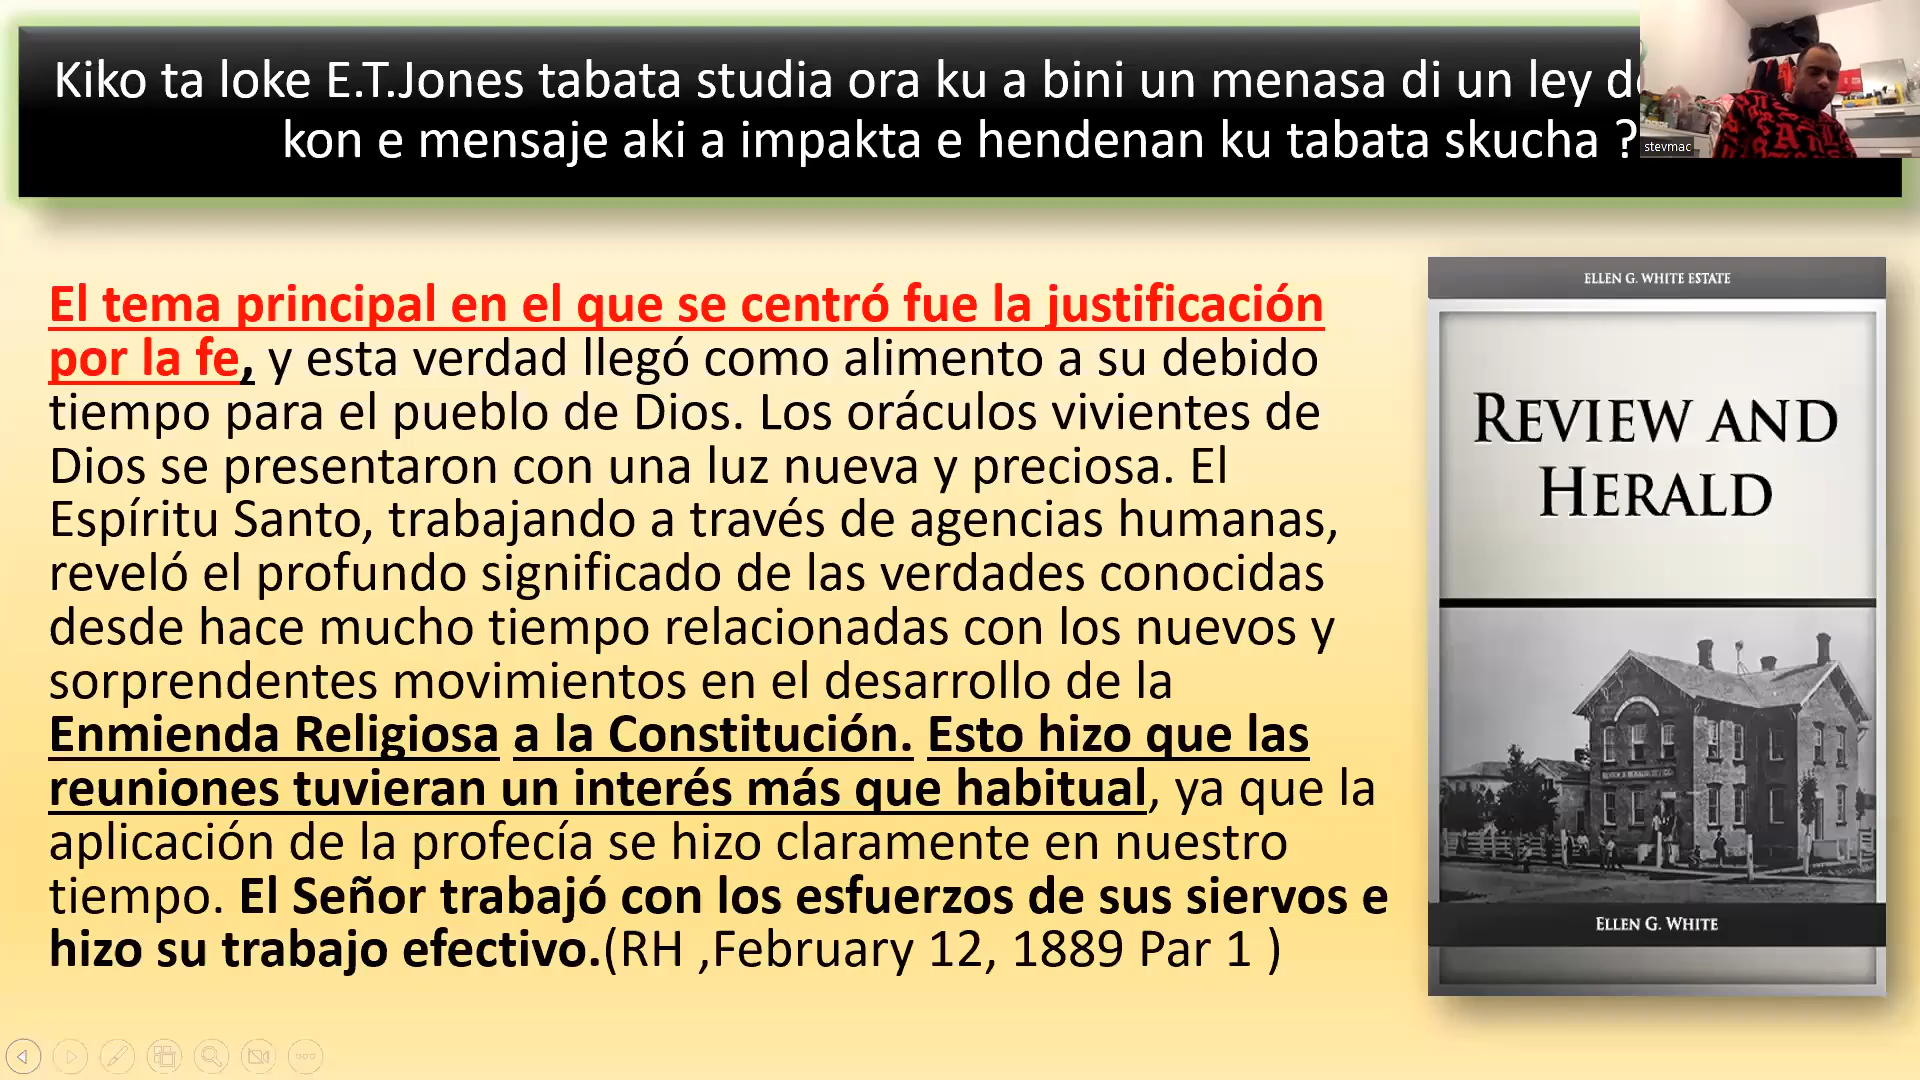 Kiko ta loke E.T.Jones tabata studia ora ku a bini un menasa di un ley
kon e mensaje aki a impakta e hendenan ku tabata skucha ?
stevmac
El tema principal en el que se centró fue la justificación
por la fe, y esta verdad llegó como alimento a su debido
tiempo para el pueblo de Dios. Los oráculos vivientes de
Dios se presentaron con una luz nueva y preciosa. El
Espíritu Santo, trabajando a través de agencias humanas,
reveló el profundo significado de las verdades conocidas
desde hace mucho tiempo relacionadas con los nuevos y
sorprendentes movimientos en el desarrollo de la
Enmienda Religiosa a la Constitución. Esto hizo que las
reuniones tuvieran un interés más que habitual, ya que la
aplicación de la profecía se hizo claramente en nuestro
tiempo. El Señor trabajó con los esfuerzos de sus siervos e
hizo su trabajo efectivo.(RH ,February 12, 1889 Par 1 )
ELLEN G. WHITE ESTATE
REVIEW AND
HERALD
ELLEN G. WHITE